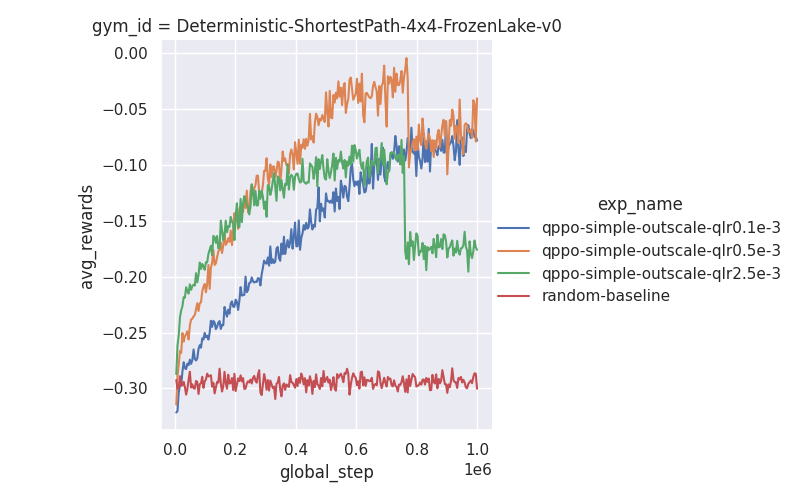 gym_id = Deterministic-ShortestPath-4x4-FrozenLake-v0
0.00
−0.05
−0.10
−0.15
−0.20
−0.25
−0.30
avg_rewards
0.0 0.2 0.4 0.6 0.8 1.0
1e6
global_step
exp_name
qppo-simple-outscale-qlr0.1e-3
qppo-simple-outscale-qlr0.5e-3
qppo-simple-outscale-qlr2.5e-3
random-baseline